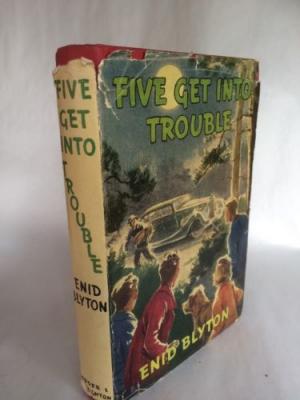 FIVE GET INTO
TROUBLE
ENID BLYTON
FIVE
GET
INTO
TROUBLE
ENID
BLYTON